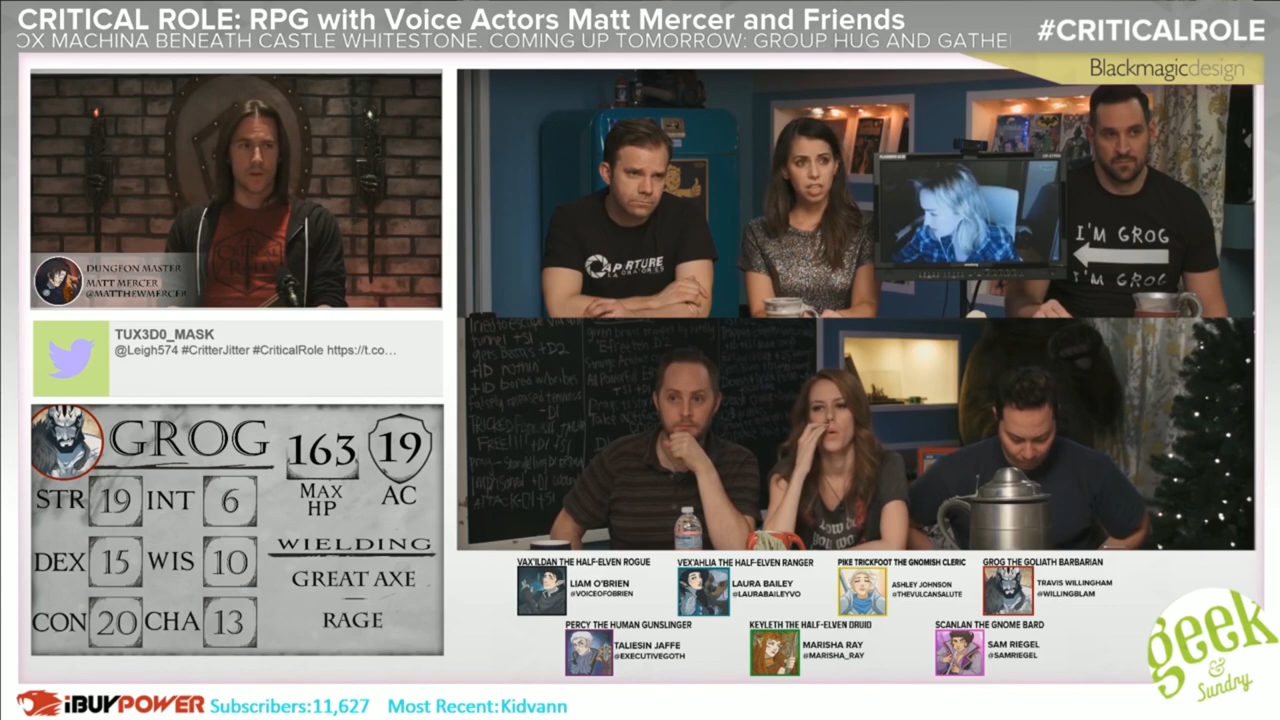 CRITICAL ROLE: RPG with Voice Actors Matt Mercer and Friends
OX MACHINA BENEATH CASTLE WHITESTONE. COMING UP TOMORROW: GROUP HUG AND GATHE
#CRITICALROLE
Blackmagicdesign
DUNGEON MASTER
MATT MERCER
@MATTHEWMERCER
APERTURE
LABORATORIES
I'M GROG
I'M GROG
TUX3D0_MASK
@Leigh574 #CritterJitter #CriticalRole https://t.co…
GROG
163
MAX
HP
19
AC
STR 19 INT 6
DEX 15 WIS 10
CON 20 CHA 13
WIELDING
GREAT AXE
RAGE
VAX'ILDAN THE HALF-ELVEN ROGUE
LIAM O'BRIEN
@VOICEOFOBRIEN
VEX'AHLIA THE HALF-ELVEN RANGER
LAURA BAILEY
@LAURABAILEYVO
PIKE TRICKFOOT THE GNOMISH CLERIC
ASHLEY JOHNSON
@THEVULCANSALUTE
GROG THE GOLIATH BARBARIAN
TRAVIS WILLINGHAM
@WILLINGBLAM
PERCY THE HUMAN GUNSLINGER
TALIESIN JAFFE
@EXECUTIVEGOTH
KEYLETH THE HALF-ELVEN DRUID
MARISHA RAY
@MARISHA_RAY
SCANLAN THE GNOME BARD
SAM RIEGEL
@SAMRIEGEL
geek
&
Sundry
iBUYPOWER Subscribers:11,627 Most Recent:Kidvann